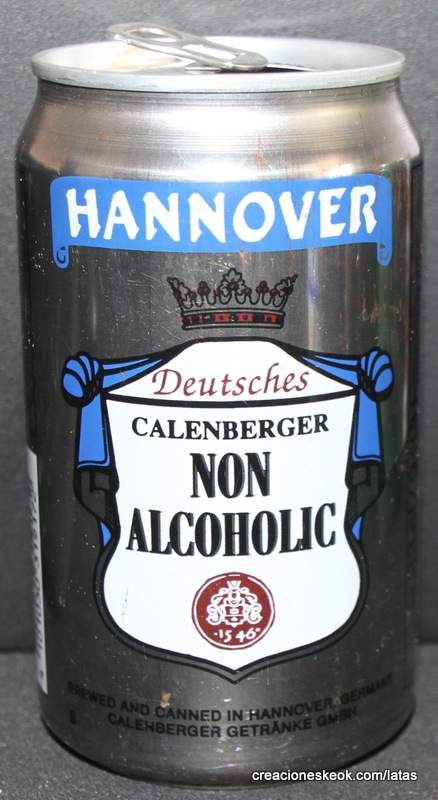 HANNOVER
Deutsches
CALENBERGER
NON
ALCOHOLIC
·1546·
BREWED AND CANNED IN HANNOVER, GERMANY
CALENBERGER GETRÄNKE GMBH
creacioneskeok.com/latas